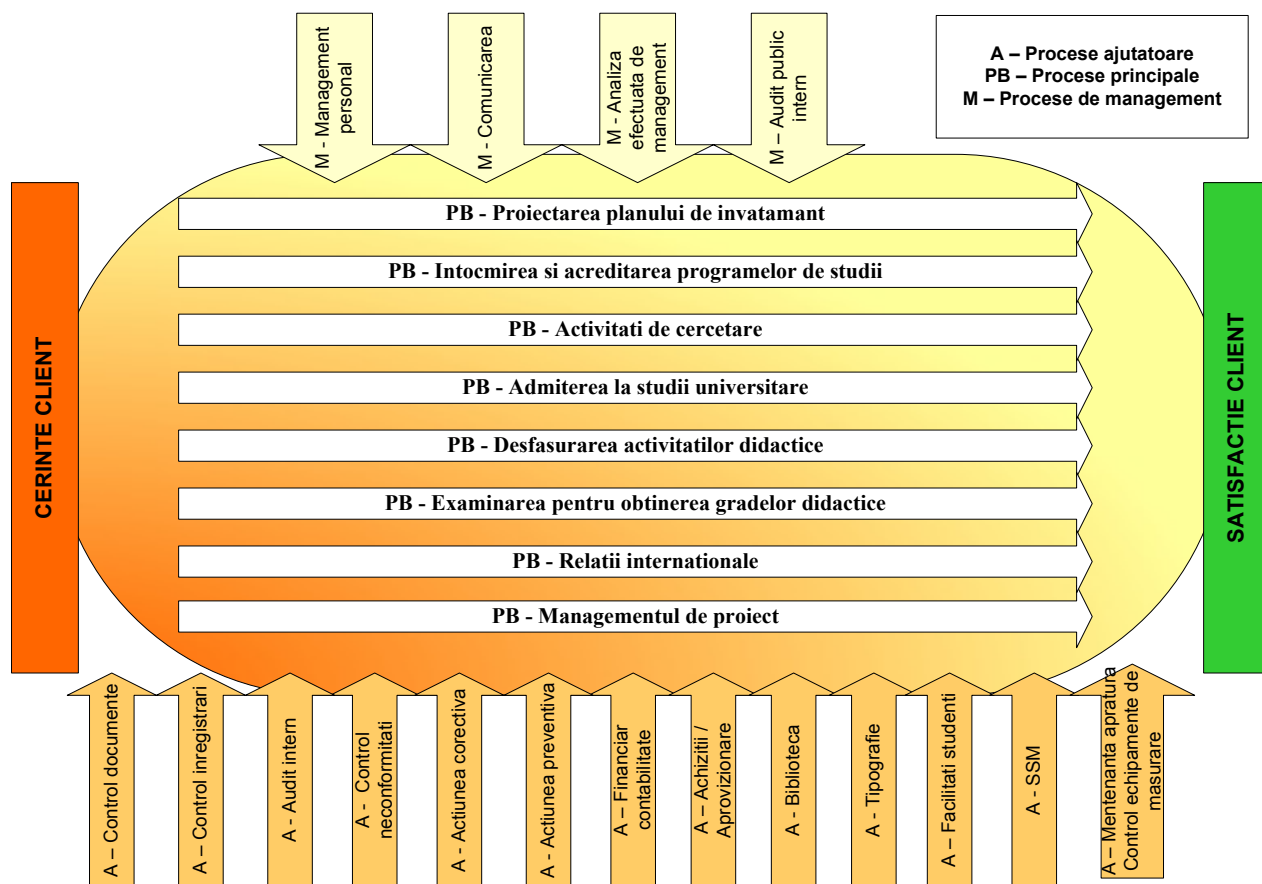 M - Management
personal
M - Comunicarea
M - Analiza
efectuata de
management
M – Audit public
intern
A – Procese ajutatoare
PB – Procese principale
M – Procese de management
CERINTE CLIENT
PB - Proiectarea planului de invatamant
PB - Intocmirea si acreditarea programelor de studii
PB - Activitati de cercetare
PB - Admiterea la studii universitare
PB - Desfasurarea activitatilor didactice
PB - Examinarea pentru obtinerea gradelor didactice
PB - Relatii internationale
PB - Managementul de proiect
SATISFACTIE CLIENT
A – Control documente
A – Control inregistrari
A - Audit intern
A - Control
neconformitati
A - Actiunea corectiva
A - Actiunea preventiva
A – Financiar
contabilitate
A – Achizitii /
Aprovizionare
A - Biblioteca
A - Tipografie
A – Facilitati studenti
A - SSM
A – Mentenanta apratura
Control echipamente de
masurare